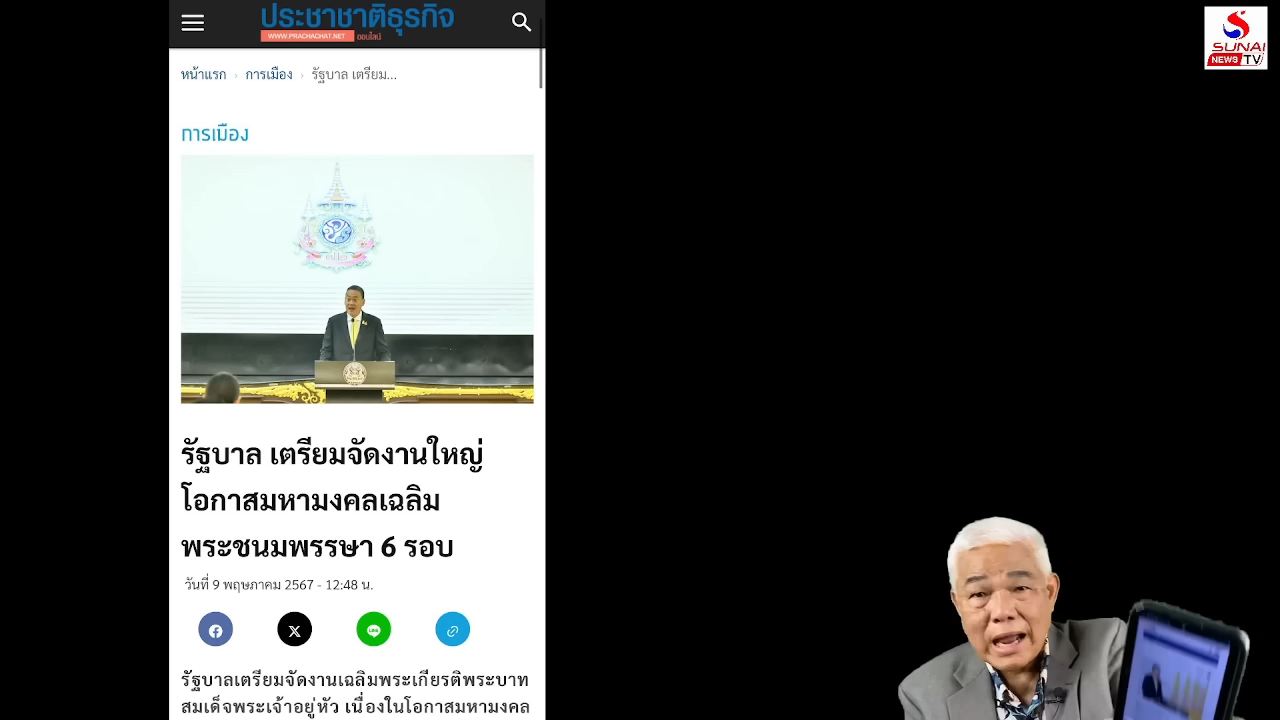 ประชาชาติธุรกิจ
WWW.PRACHACHAT.NET ออนไลน์
หน้าแรก › การเมือง › รัฐบาล เตรียม...
การเมือง
รัฐบาล เตรียมจัดงานใหญ่
โอกาสมหามงคลเฉลิม
พระชนมพรรษา 6 รอบ
วันที่ 9 พฤษภาคม 2567 - 12:48 น.
LINE
รัฐบาลเตรียมจัดงานเฉลิมพระเกียรติพระบาท
สมเด็จพระเจ้าอยู่หัว เนื่องในโอกาสมหามงคล
SUNAI
NEWS TV